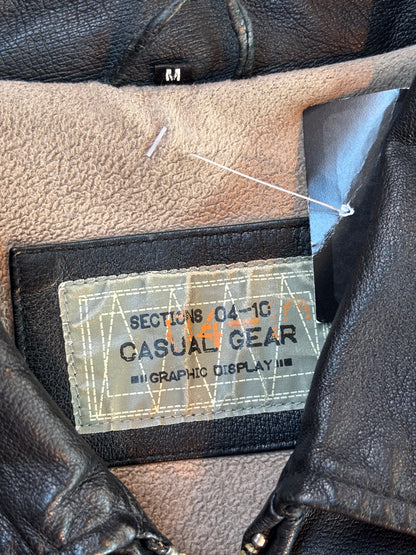 M
SECTIONS 04-10
CASUAL GEAR
GRAPHIC DISPLAY